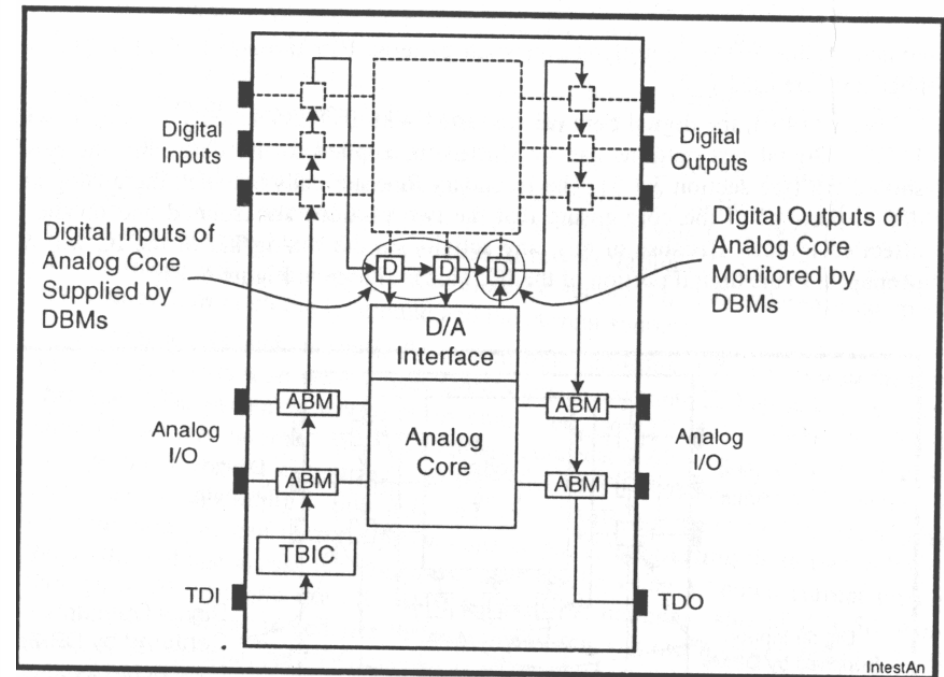 Digital
Inputs
Digital
Outputs
Digital Inputs of
Analog Core
Supplied by
DBMs
Digital Outputs of
Analog Core
Monitored by
DBMs
D
D
D
D/A
Interface
Analog
Core
ABM
ABM
ABM
ABM
Analog
I/O
Analog
I/O
TBIC
TDI
TDO
IntestAn